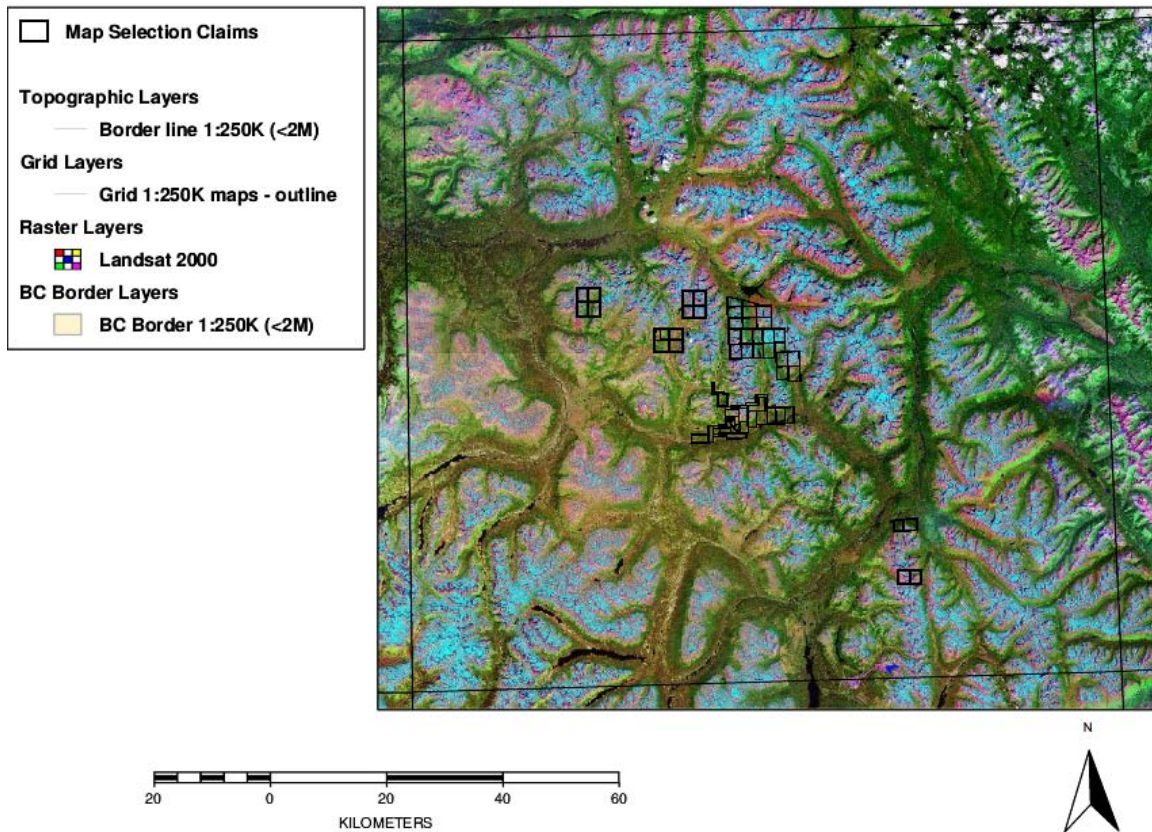 Map Selection Claims
Topographic Layers
Border line 1:250K (<2M)
Grid Layers
Grid 1:250K maps - outline
Raster Layers
Landsat 2000
BC Border Layers
BC Border 1:250K (<2M)
N
20 0 20 40 60
KILOMETERS